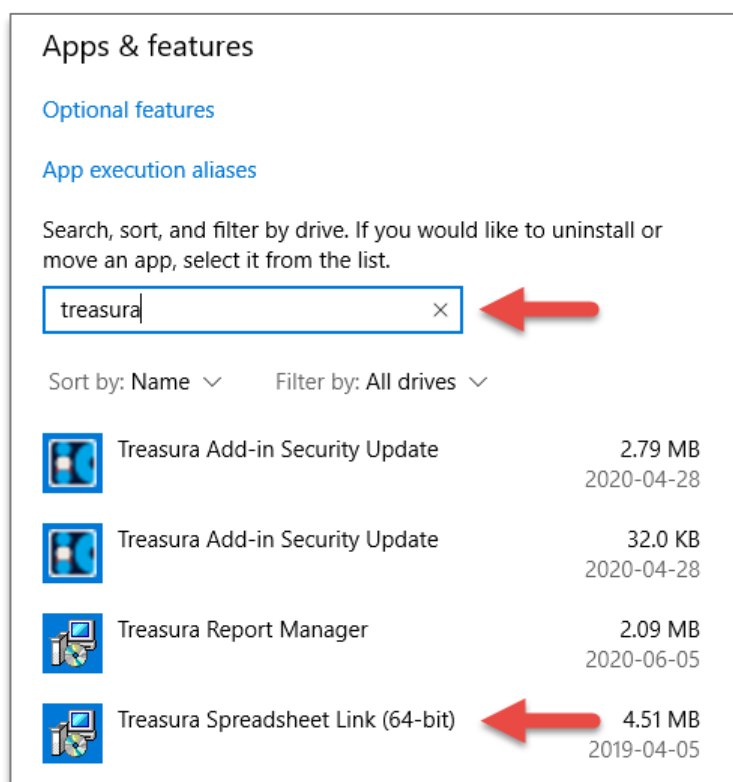 Apps & features
Optional features
App execution aliases
Search, sort, and filter by drive. If you would like to uninstall or
move an app, select it from the list.
treasura
Sort by: Name Filter by: All drives
Treasura Add-in Security Update 2.79 MB
2020-04-28
Treasura Add-in Security Update 32.0 KB
2020-04-28
Treasura Report Manager 2.09 MB
2020-06-05
Treasura Spreadsheet Link (64-bit) 4.51 MB
2019-04-05